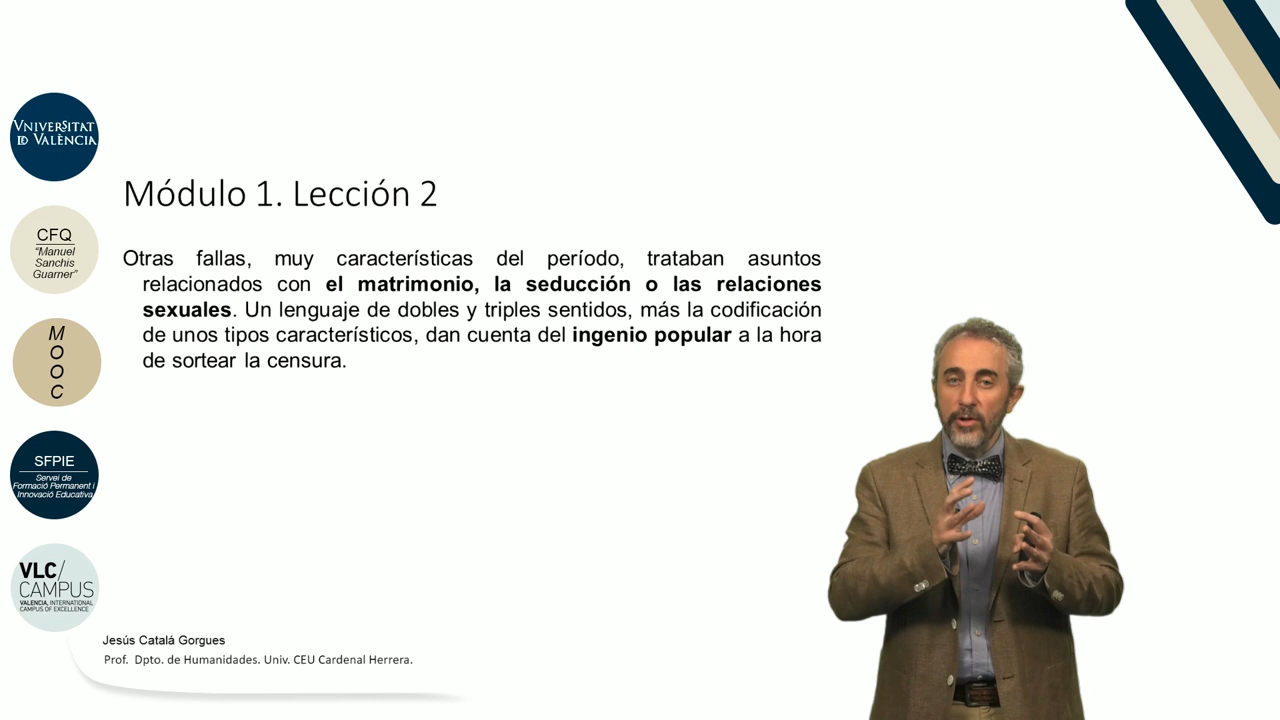 VNIVERSITAT
ID VALÈNCIA
CFQ
“Manuel
Sanchis
Guarner”
M
O
O
C
SFPIE
Servei de
Formació Permanent i
Innovació Educativa
VLC/
CAMPUS
VALENCIA, INTERNATIONAL
CAMPUS OF EXCELLENCE
Módulo 1. Lección 2
Otras fallas, muy características del período, trataban asuntos
relacionados con el matrimonio, la seducción o las relaciones
sexuales. Un lenguaje de dobles y triples sentidos, más la codificación
de unos tipos característicos, dan cuenta del ingenio popular a la hora
de sortear la censura.
Jesús Catalá Gorgues
Prof. Dpto. de Humanidades. Univ. CEU Cardenal Herrera.